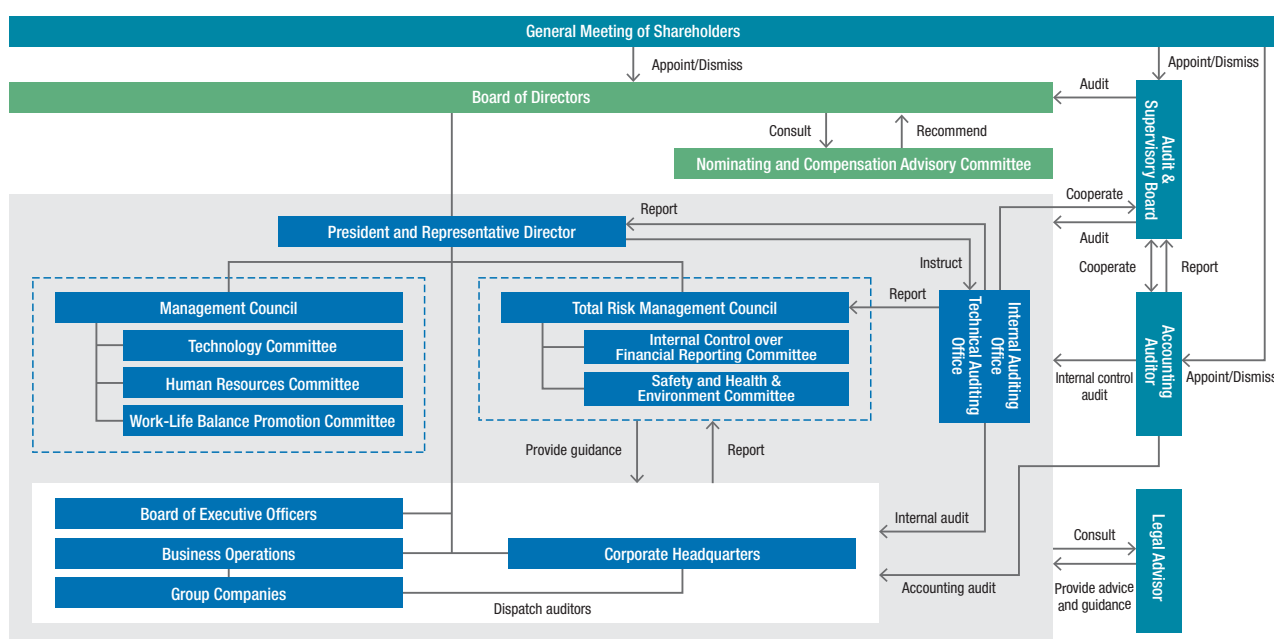 General Meeting of Shareholders
Appoint/Dismiss
Appoint/Dismiss
Board of Directors
Audit
Audit &
Supervisory Board
Consult
Recommend
Nominating and Compensation Advisory Committee
Cooperate
Report
President and Representative Director
Audit
Instruct
Cooperate
Report
Management Council
Technology Committee
Human Resources Committee
Work-Life Balance Promotion Committee
Total Risk Management Council
Internal Control over
Financial Reporting Committee
Safety and Health &
Environment Committee
Report
Internal Auditing
Office
Technical Auditing
Office
Accounting
Auditor
Internal control
audit
Appoint/Dismiss
Provide guidance
Report
Board of Executive Officers
Business Operations
Group Companies
Corporate Headquarters
Dispatch auditors
Internal audit
Accounting audit
Consult
Provide advice
and guidance
Legal Advisor